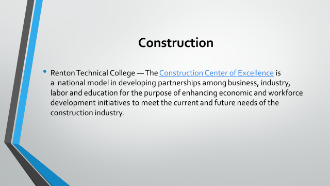 Construction
• Renton Technical College — The Construction Center of Excellence is
a national model in developing partnerships among business, industry,
labor and education for the purpose of enhancing economic and workforce
development initiatives to meet the current and future needs of the
construction industry.